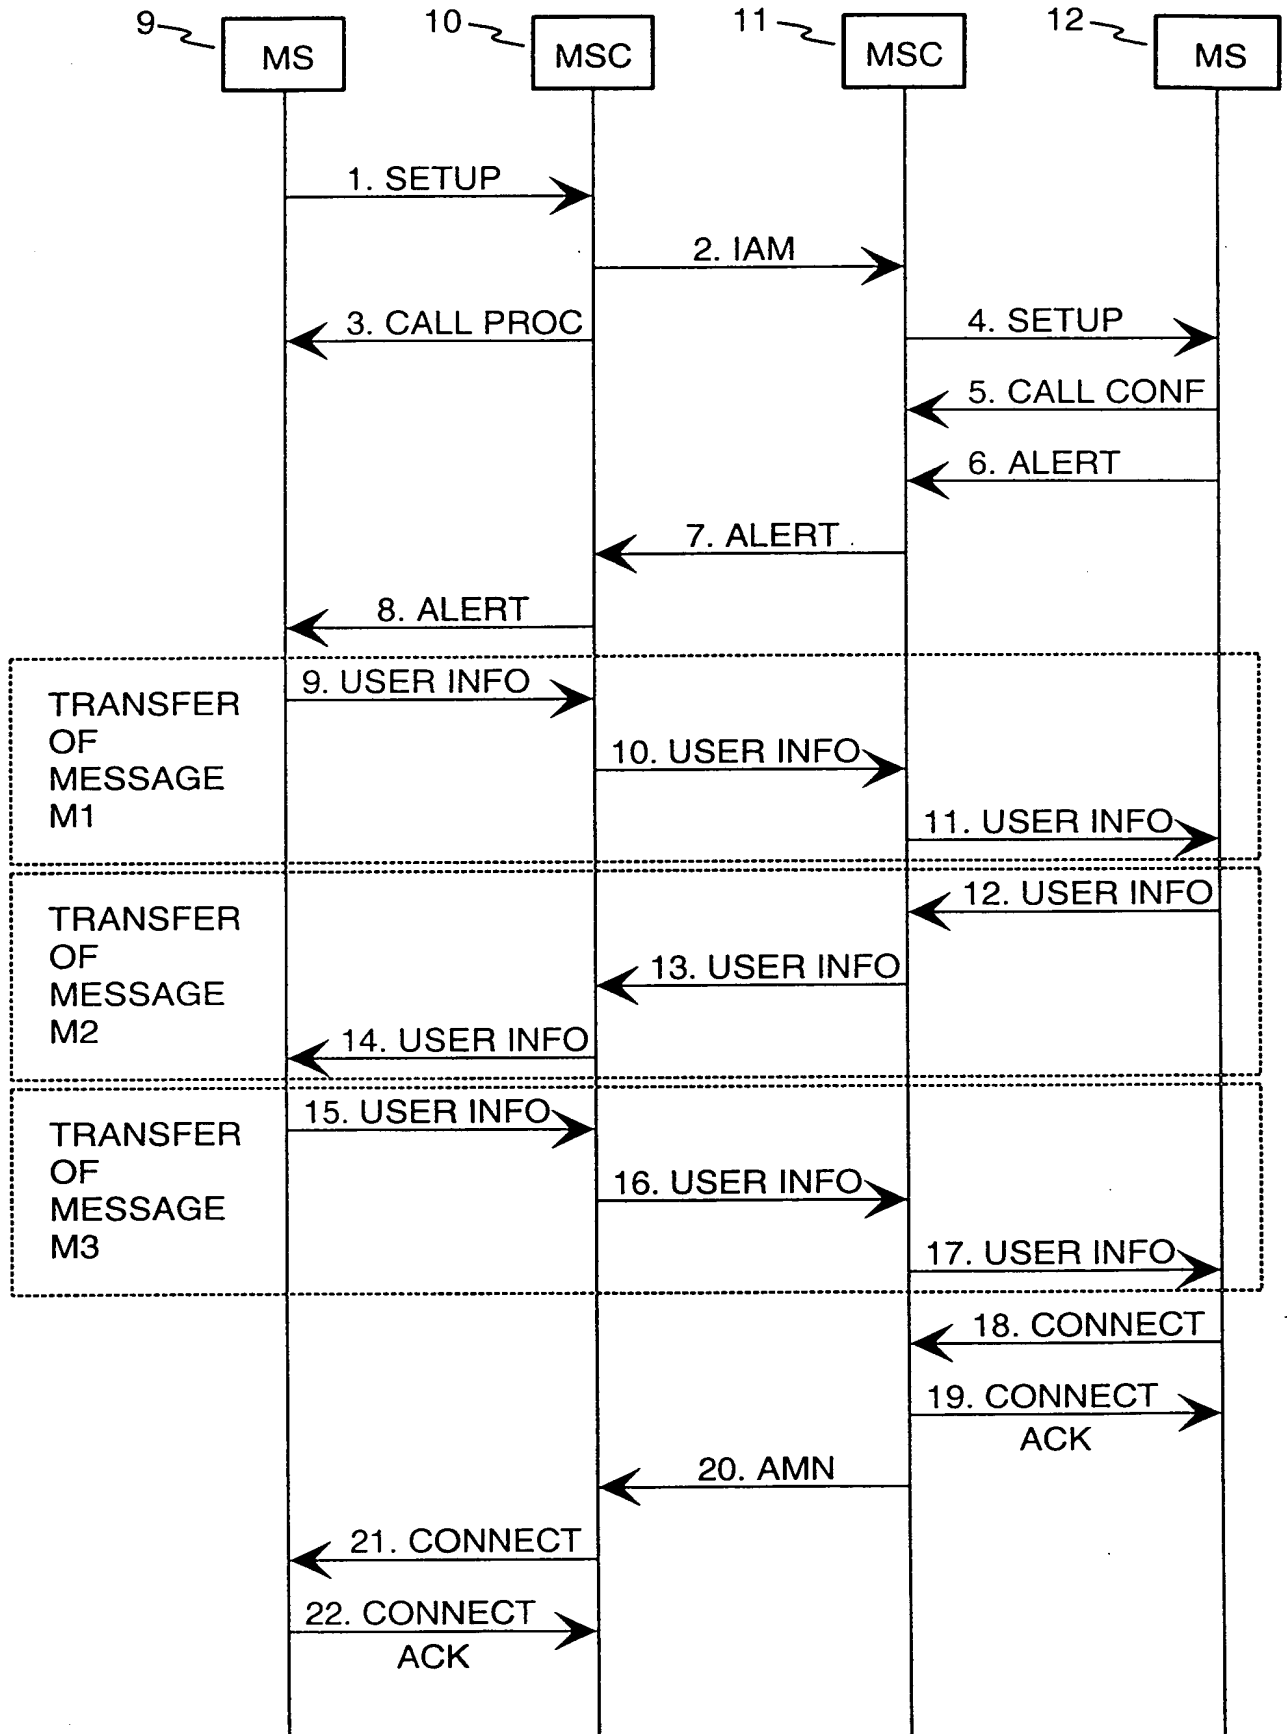 9 10 11 12
MS MSC MSC MS
1. SETUP
2. IAM
3. CALL PROC
4. SETUP
5. CALL CONF
6. ALERT
7. ALERT
8. ALERT
TRANSFER
OF
MESSAGE
M1
9. USER INFO
10. USER INFO
11. USER INFO
TRANSFER
OF
MESSAGE
M2
12. USER INFO
13. USER INFO
14. USER INFO
TRANSFER
OF
MESSAGE
M3
15. USER INFO
16. USER INFO
17. USER INFO
18. CONNECT
19. CONNECT
ACK
20. AMN
21. CONNECT
22. CONNECT
ACK